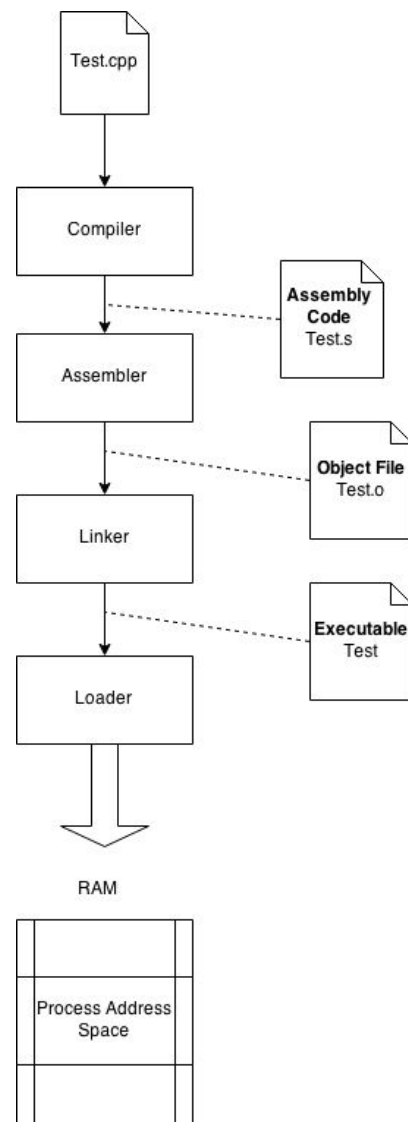 Test.cpp
Compiler
Assembly
Code
Test.s
Assembler
Object File
Test.o
Linker
Executable
Test
Loader
RAM
Process Address
Space